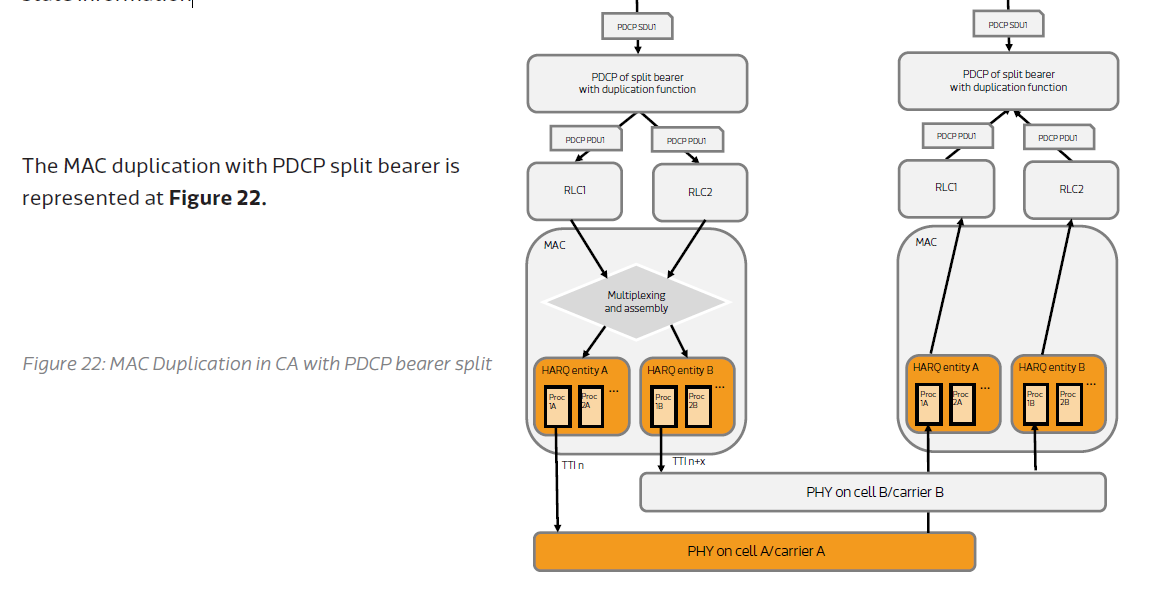 The MAC duplication with PDCP split bearer is
represented at Figure 22.
Figure 22: MAC Duplication in CA with PDCP bearer split
PDCP SDU1
PDCP of split bearer
with duplication function
PDCP PDU1
PDCP PDU1
RLC1
RLC2
MAC
Multiplexing
and assembly
HARQ entity A
Proc
1A
Proc
2A
...
HARQ entity B
Proc
1B
Proc
2B
...
TTI n
TTI n+x
PDCP SDU1
PDCP of split bearer
with duplication function
PDCP PDU1
PDCP PDU1
RLC1
RLC2
MAC
HARQ entity A
Proc
1A
Proc
2A
...
HARQ entity B
Proc
1B
Proc
2B
...
PHY on cell B/carrier B
PHY on cell A/carrier A